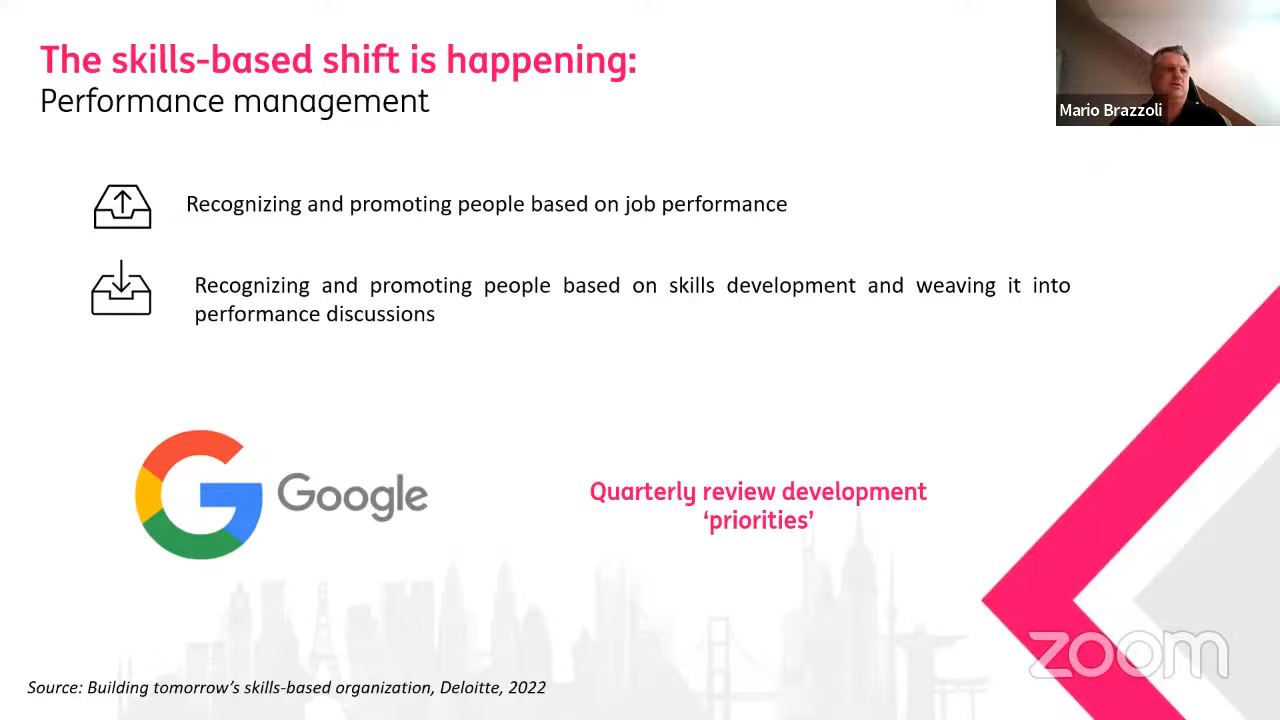 The skills-based shift is happening:
Performance management
Mario Brazzoli
Recognizing and promoting people based on job performance
Recognizing and promoting people based on skills development and weaving it into
performance discussions
Google
Quarterly review development
‘priorities’
zoom
Source: Building tomorrow’s skills-based organization, Deloitte, 2022